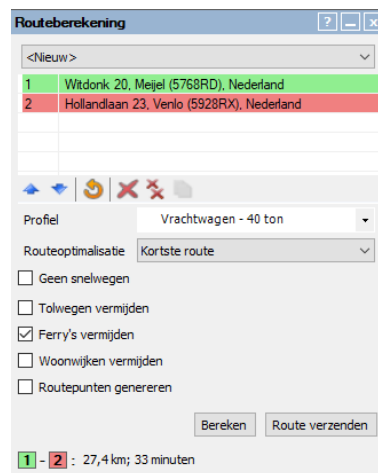 Routeberekening
<Nieuw>
1 Witdonk 20, Meijel (5768RD), Nederland
2 Hollandlaan 23, Venlo (5928RX), Nederland
Profiel Vrachtwagen - 40 ton
Routeoptimalisatie Kortste route
Geen snelwegen
Tolwegen vermijden
Ferry's vermijden
Woonwijken vermijden
Routepunten genereren
Bereken Route verzenden
1 - 2 : 27,4 km; 33 minuten